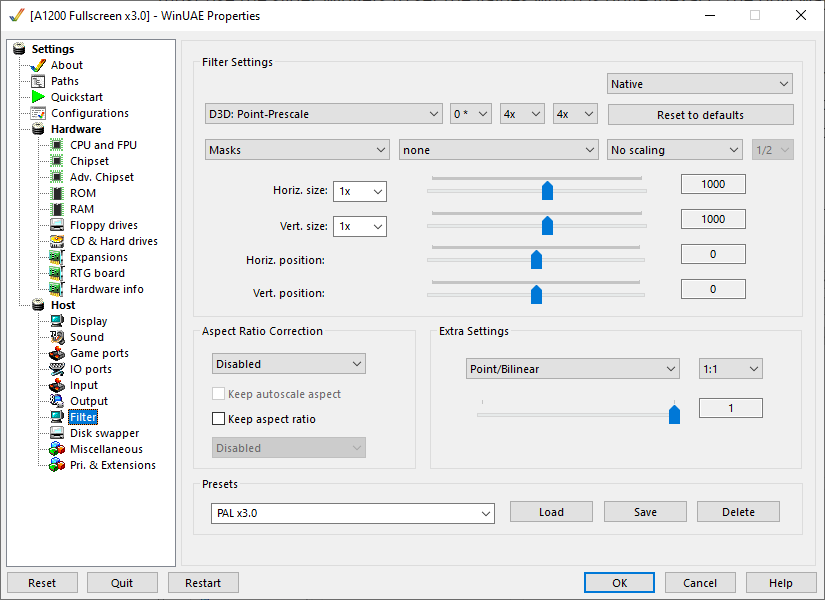 [A1200 Fullscreen x3.0] - WinUAE Properties
Settings
About
Paths
Quickstart
Configurations
Hardware
CPU and FPU
Chipset
Adv. Chipset
ROM
RAM
Floppy drives
CD & Hard drives
Expansions
RTG board
Hardware info
Host
Display
Sound
Game ports
IO ports
Input
Output
Filter
Disk swapper
Miscellaneous
Pri. & Extensions
Filter Settings
Native
D3D: Point-Prescale 0 * 4x 4x Reset to defaults
Masks none No scaling 1/2
Horiz. size: 1x 1000
Vert. size: 1x 1000
Horiz. position: 0
Vert. position: 0
Aspect Ratio Correction
Disabled
Keep autoscale aspect
Keep aspect ratio
Disabled
Extra Settings
Point/Bilinear 1:1
1
Presets
PAL x3.0 Load Save Delete
Reset Quit Restart OK Cancel Help